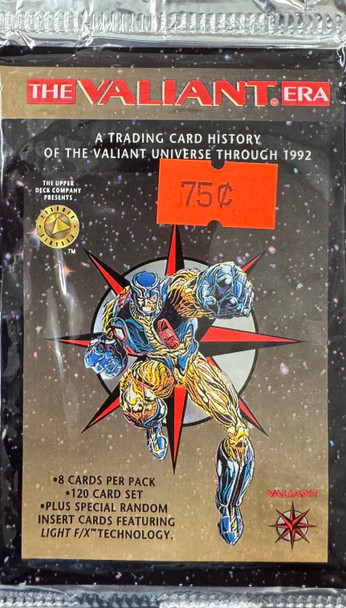 THE VALIANT. ERA
A TRADING CARD HISTORY
OF THE VALIANT UNIVERSE THROUGH 1992
75¢
THE UPPER
DECK COMPANY
PRESENTS
TM
•8 CARDS PER PACK
•120 CARD SET
•PLUS SPECIAL RANDOM
INSERT CARDS FEATURING
LIGHT F/X™ TECHNOLOGY.
VALIANT